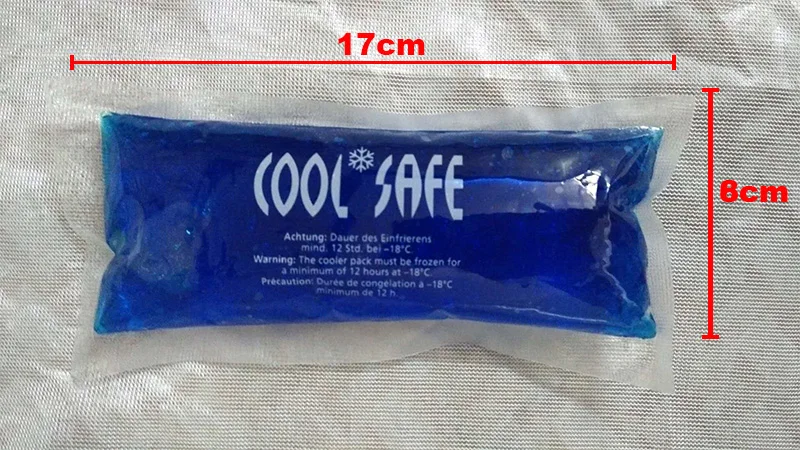 17cm
COOL SAFE
6cm
Achtung: Dauer des Einfrierens
mind. 12 Std. bei –18°C.
Warning: The cooler pack must be frozen for
a minimum of 12 hours at –18°C.
Précaution: Durée de congélation à –18°C
minimum de 12 h